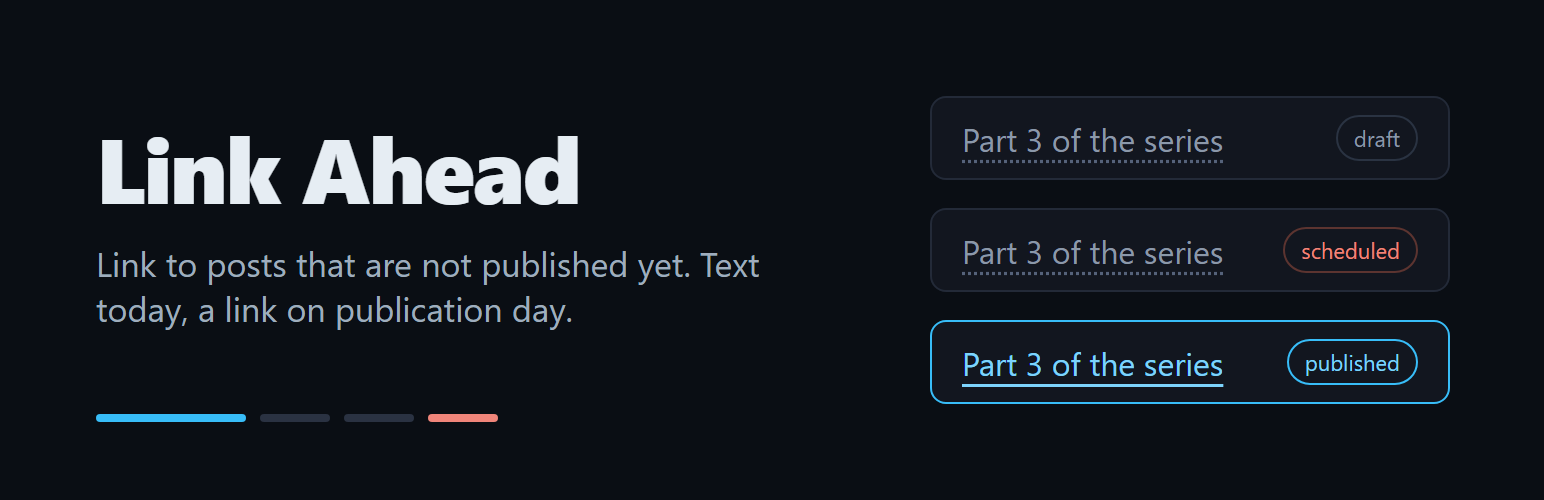 Link Ahead
Link to posts that are not published yet. Text
today, a link on publication day.
Part 3 of the series
draft
Part 3 of the series
scheduled
Part 3 of the series
published